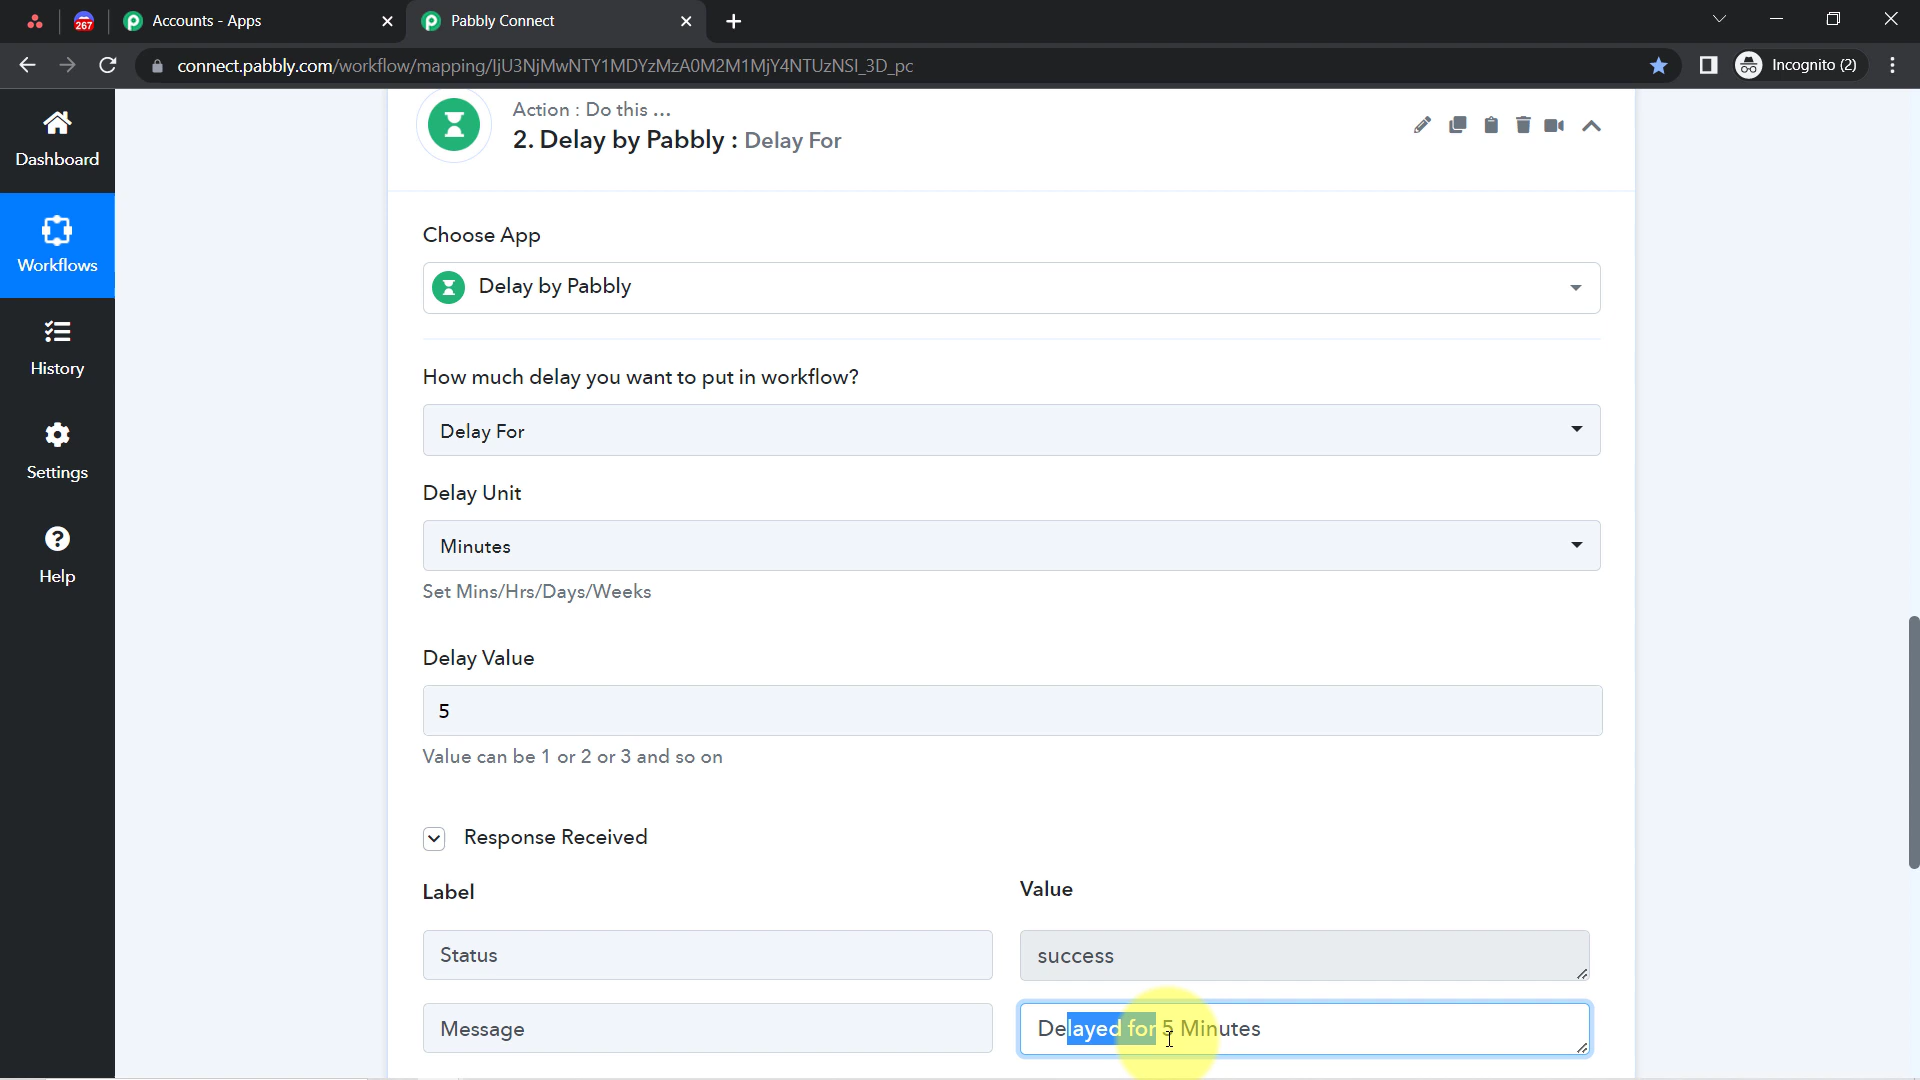 267
Accounts - Apps
Pabbly Connect
connect.pabbly.com/workflow/mapping/IjU3NjMwNTY1MDYzMzA0M2M1MjY4NTUzNSI_3D_pc
Incognito (2)
Dashboard
Workflows
History
Settings
Help
Action : Do this ...
2. Delay by Pabbly : Delay For
Choose App
Delay by Pabbly
How much delay you want to put in workflow?
Delay For
Delay Unit
Minutes
Set Mins/Hrs/Days/Weeks
Delay Value
5
Value can be 1 or 2 or 3 and so on
Response Received
Label
Value
Status
success
Message
Delayed for 5 Minutes